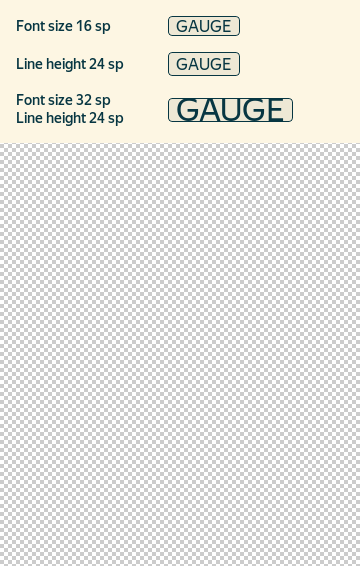 Font size 16 sp GAUGE
Line height 24 sp GAUGE
Font size 32 sp
Line height 24 sp GAUGE